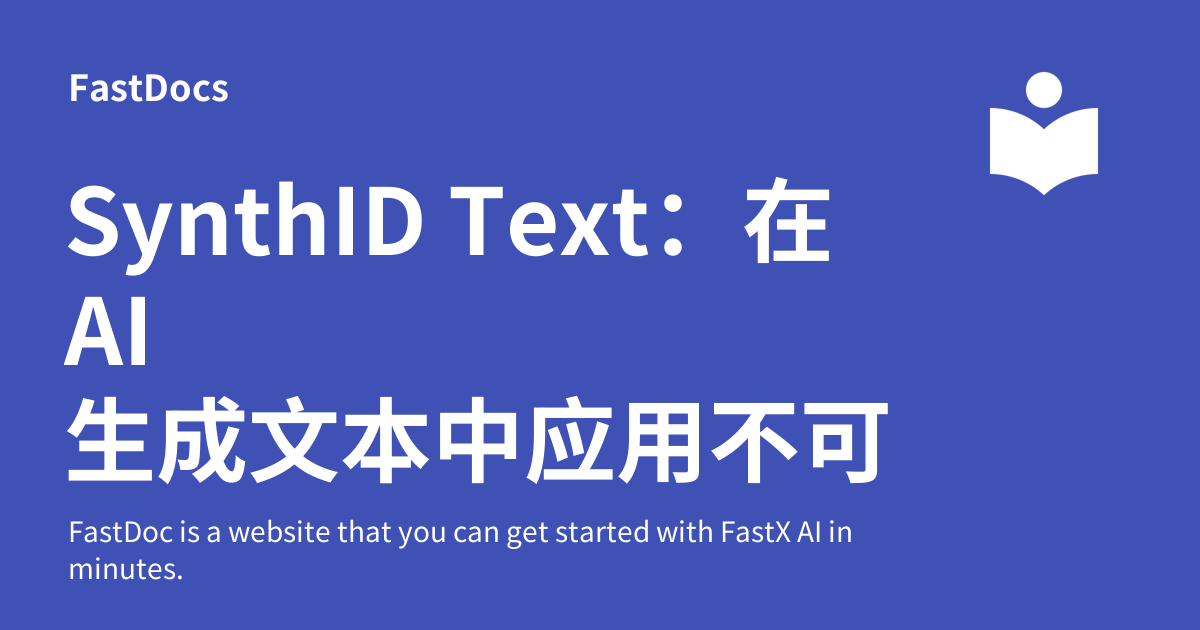 FastDocs
SynthID Text：在
AI
生成文本中应用不可
FastDoc is a website that you can get started with FastX AI in
minutes.